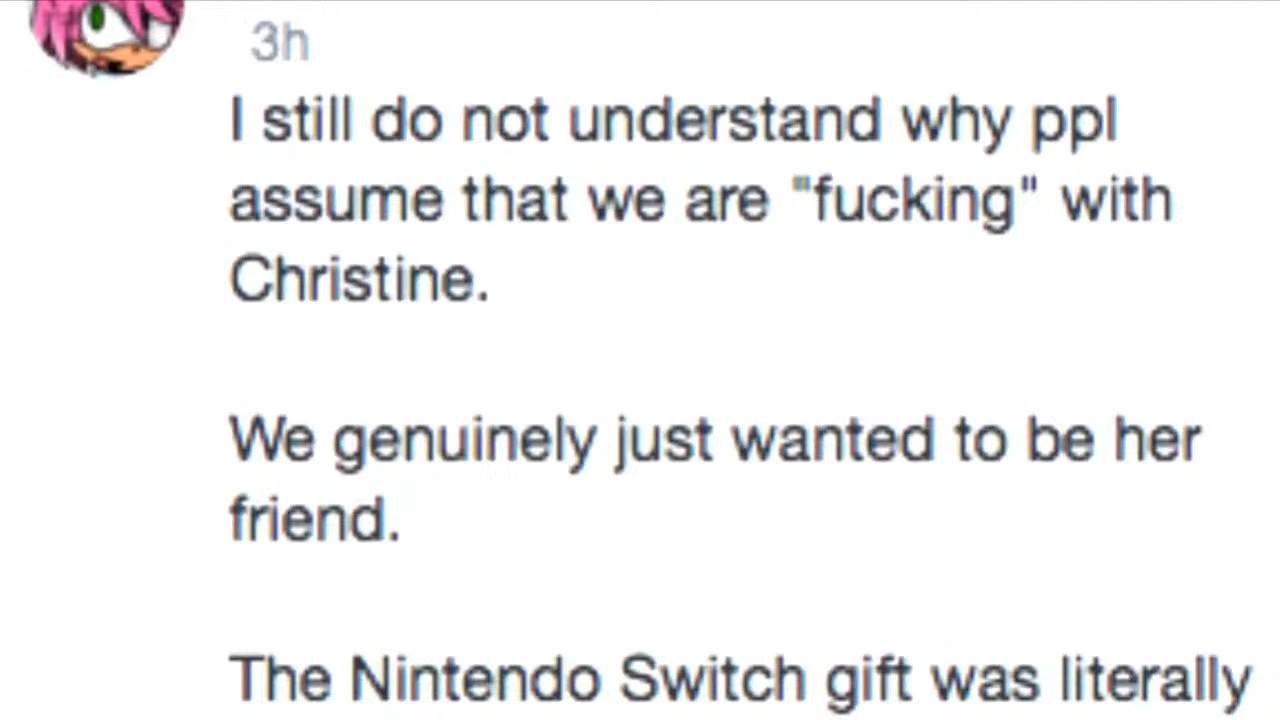 3h
I still do not understand why ppl
assume that we are "fucking" with
Christine.
We genuinely just wanted to be her
friend.
The Nintendo Switch gift was literally